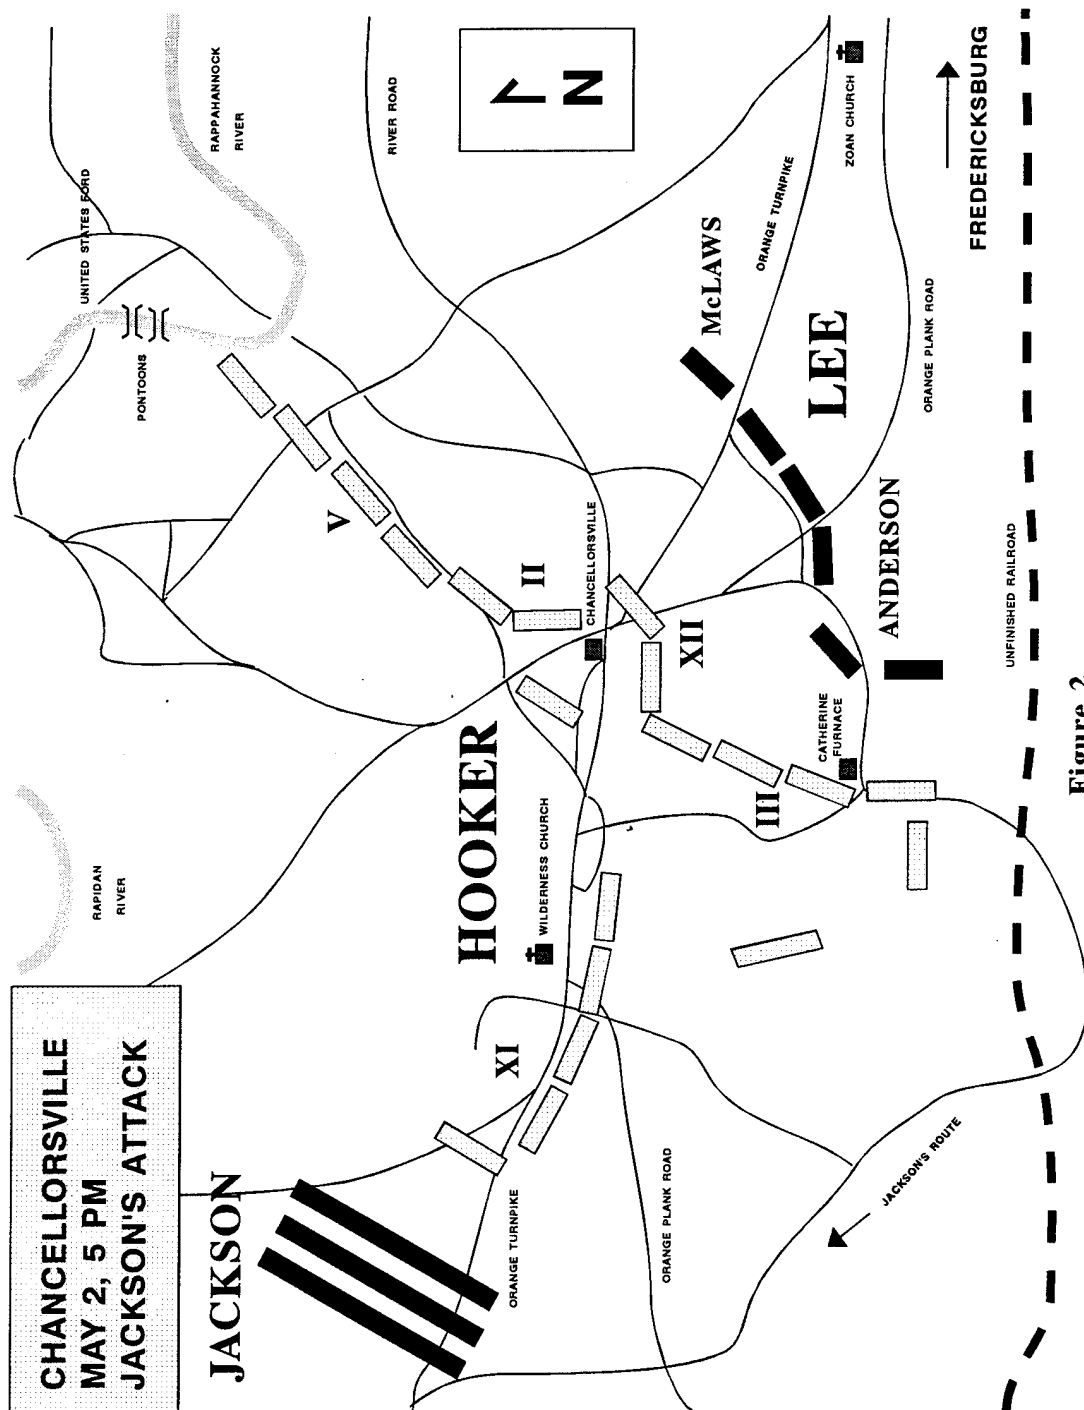 CHANCELLORSVILLE
MAY 2, 5 PM
JACKSON'S ATTACK
RAPIDAN
RIVER
PONTOONS
UNITED STATES FORD
RAPPAHANNOCK
RIVER
JACKSON
XI
HOOKER
V
II
RIVER ROAD
N
WILDERNESS CHURCH
CHANCELLORSVILLE
ORANGE TURNPIKE
XII
III
McLAWS
ORANGE TURNPIKE
ZOAN CHURCH
ORANGE PLANK ROAD
CATHERINE
FURNACE
LEE
ANDERSON
ORANGE PLANK ROAD
FREDERICKSBURG
JACKSON'S ROUTE
UNFINISHED RAILROAD
Figure 2